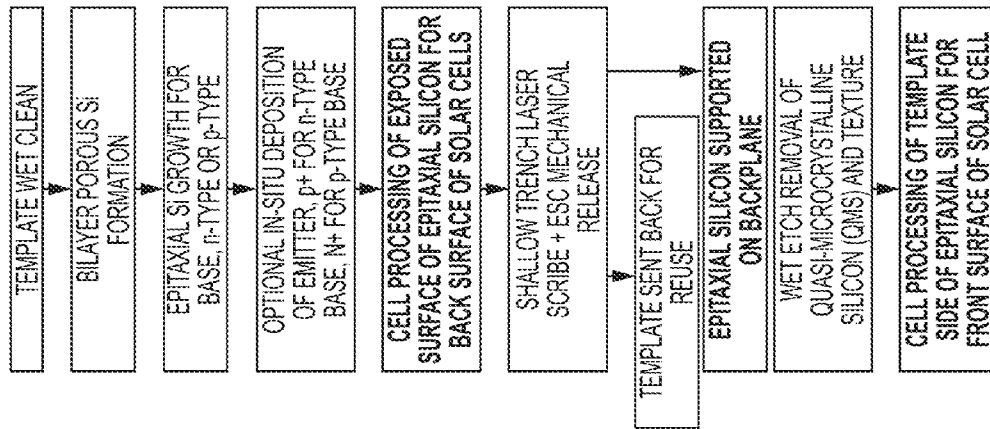 TEMPLATE WET CLEAN
BILAYER POROUS Si
FORMATION
EPITAXIAL Si GROWTH FOR
BASE, n-TYPE OR p-TYPE
OPTIONAL IN-SITU DEPOSITION
OF EMITTER, p+ FOR n-TYPE
BASE, N+ FOR p-TYPE BASE
CELL PROCESSING OF EXPOSED
SURFACE OF EPITAXIAL SILICON FOR
BACK SURFACE OF SOLAR CELLS
SHALLOW TRENCH LASER
SCRIBE + ESC MECHANICAL
RELEASE
TEMPLATE SENT BACK FOR
REUSE
EPITAXIAL SILICON SUPPORTED
ON BACKPLANE
WET ETCH REMOVAL OF
QUASI-MICROCRYSTALLINE
SILICON (QMS) AND TEXTURE
CELL PROCESSING OF TEMPLATE
SIDE OF EPITAXIAL SILICON FOR
FRONT SURFACE OF SOLAR CELL